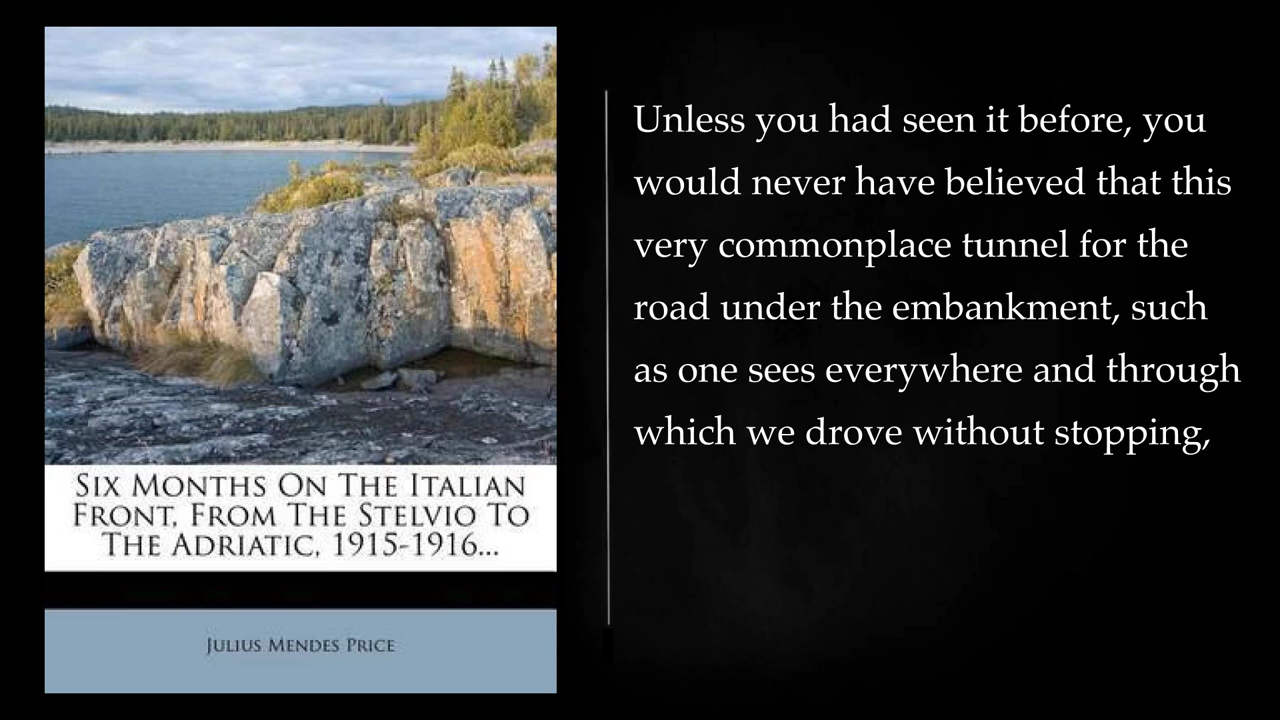 Unless you had seen it before, you
would never have believed that this
very commonplace tunnel for the
road under the embankment, such
as one sees everywhere and through
which we drove without stopping,
Six Months On The Italian
Front, From The Stelvio To
The Adriatic, 1915-1916...
Julius Mendes Price